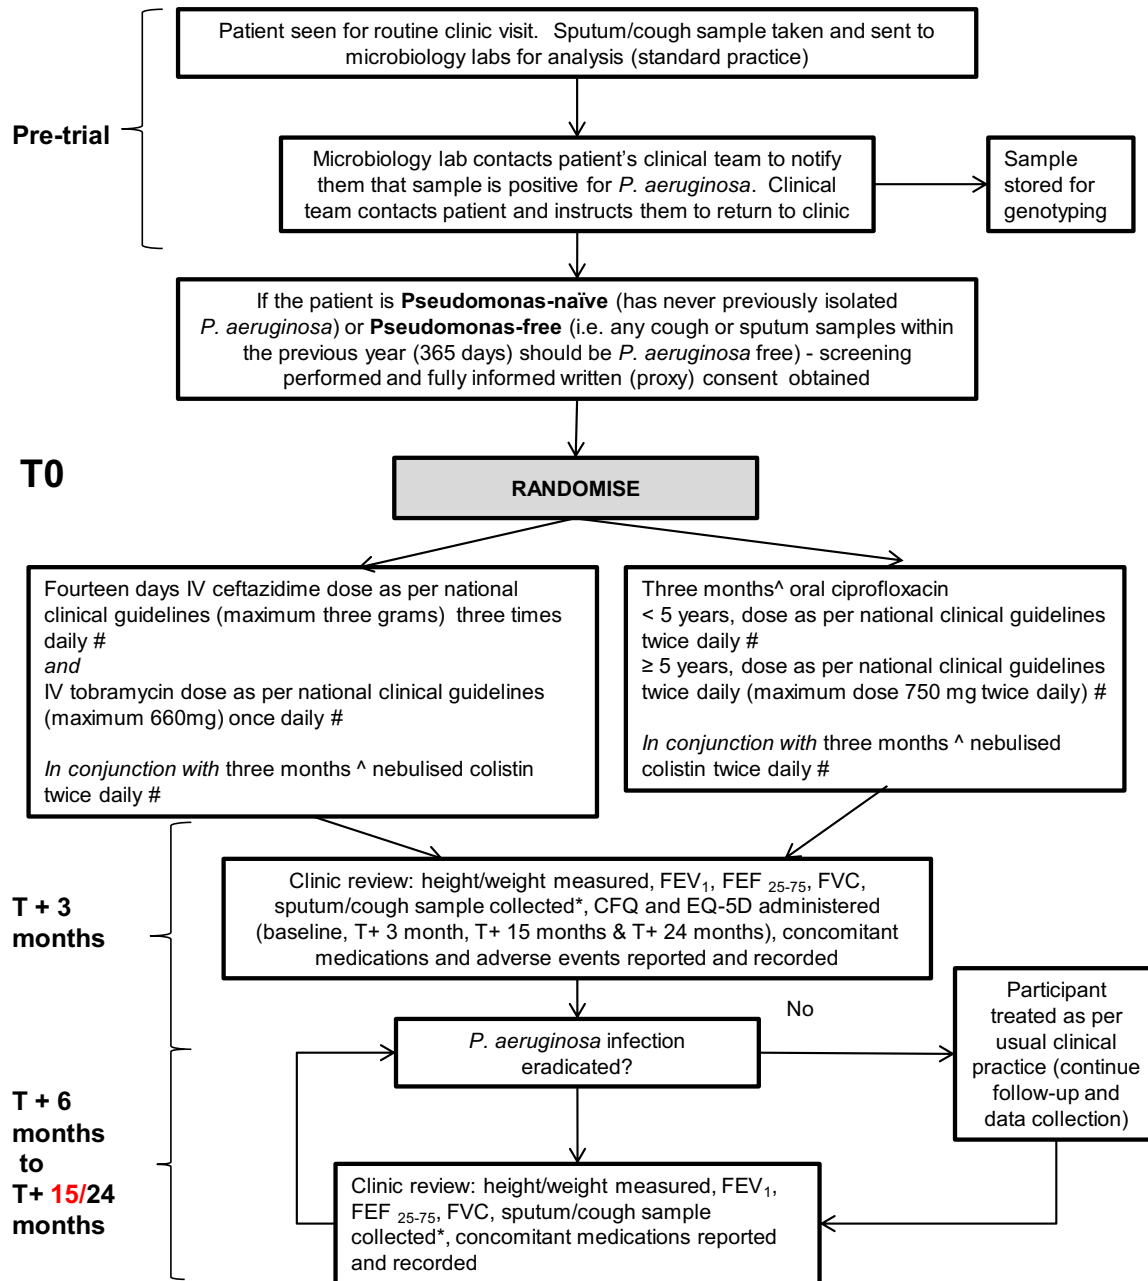 Patient seen for routine clinic visit.  Sputum/cough sample taken and sent to
microbiology labs for analysis (standard practice)
Pre-trial
Microbiology lab contacts patient's clinical team to notify
them that sample is positive for P. aeruginosa.  Clinical
team contacts patient and instructs them to return to clinic
Sample
stored for
genotyping
If the patient is Pseudomonas-naïve (has never previously isolated
P. aeruginosa) or Pseudomonas-free (i.e. any cough or sputum samples within
the previous year (365 days) should be P. aeruginosa free) - screening
performed and fully informed written (proxy) consent  obtained
T0
RANDOMISE
Fourteen days IV ceftazidime dose as per national
clinical guidelines (maximum three grams)  three times
daily #
and
IV tobramycin dose as per national clinical guidelines
(maximum 660mg) once daily #
In conjunction with three months ^ nebulised colistin
twice daily #
Three months^ oral ciprofloxacin
< 5 years, dose as per national clinical guidelines
twice daily #
≥ 5 years, dose as per national clinical guidelines
twice daily (maximum dose 750 mg twice daily) #
In conjunction with three months ^ nebulised
colistin twice daily #
T + 3
months
Clinic review: height/weight measured, FEV1, FEF 25-75, FVC,
sputum/cough sample collected*, CFQ and EQ-5D administered
(baseline, T+ 3 month, T+ 15 months & T+ 24 months), concomitant
medications and adverse events reported and recorded
No
P. aeruginosa infection
eradicated?
Participant
treated as per
usual clinical
practice (continue
follow-up and
data collection)
T + 6
months
to
T+ 15/24
months
Clinic review: height/weight measured, FEV1,
FEF 25-75, FVC, sputum/cough sample
collected*, concomitant medications reported
and recorded